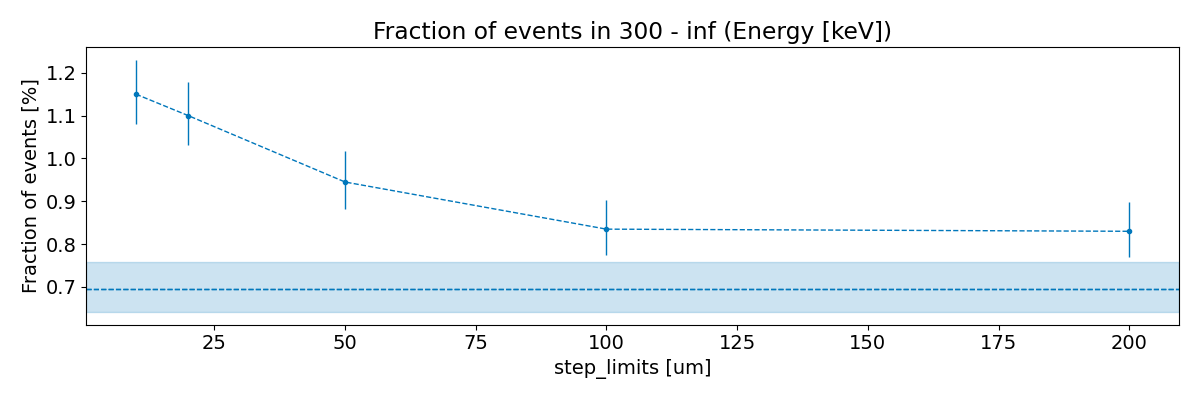 Fraction of events in 300 - inf (Energy [keV])
Fraction of events [%]
1.2
1.1
1.0
0.9
0.8
0.7
25 50 75 100 125 150 175 200
step_limits [um]